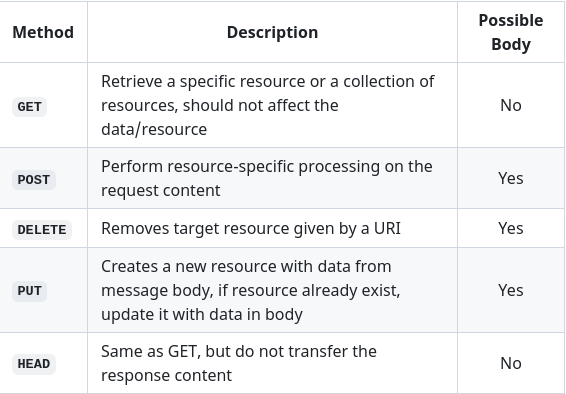 Method Description Possible Body
GET Retrieve a specific resource or a collection of
resources, should not affect the
data/resource No
POST Perform resource-specific processing on the
request content Yes
DELETE Removes target resource given by a URI Yes
PUT Creates a new resource with data from
message body, if resource already exist,
update it with data in body Yes
HEAD Same as GET, but do not transfer the
response content No